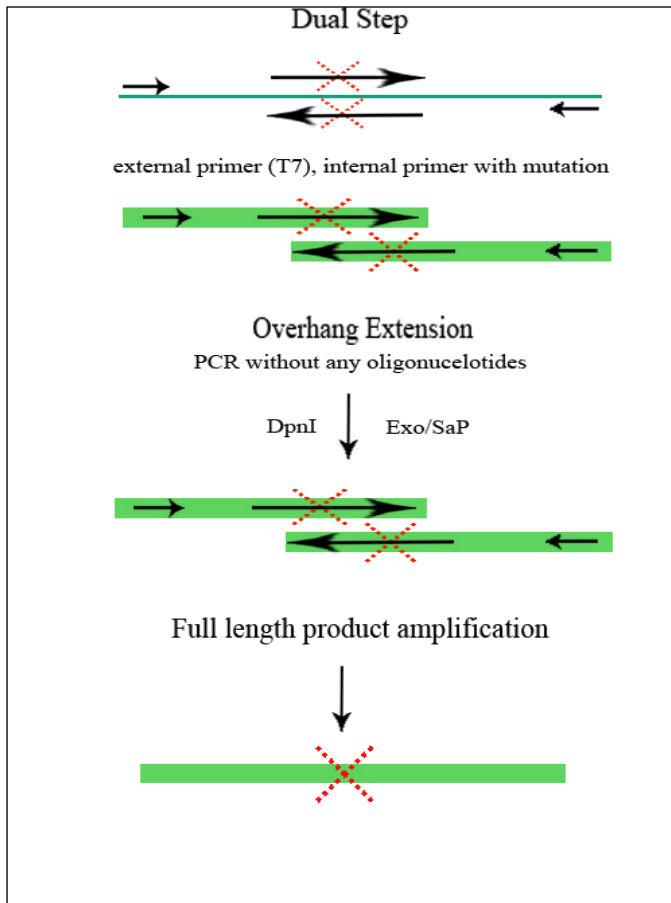 Dual Step
external primer (T7), internal primer with mutation
Overhang Extension
PCR without any oligonucelotides
DpnI Exo/SaP
Full length product amplification